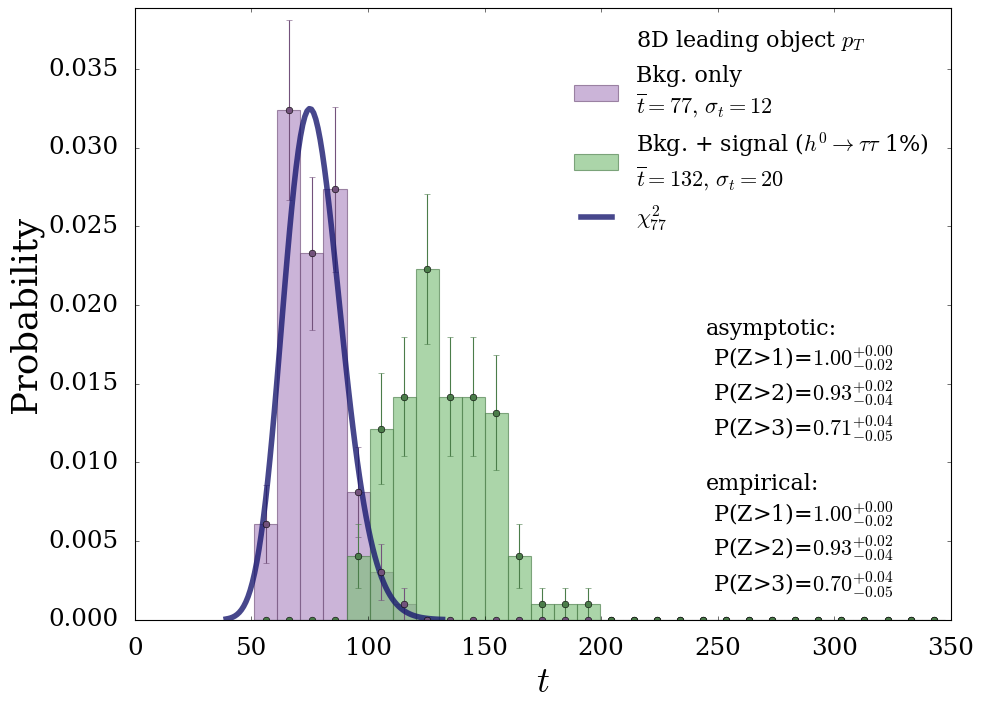 8D leading object $p_T$
Bkg. only
$\overline{t}=77$, $\sigma_t=12$
Bkg. + signal ($h^0 \rightarrow \tau\tau$ 1%)
$\overline{t}=132$, $\sigma_t=20$
$\chi^2_{77}$
asymptotic:
P(Z>1)=$1.00^{+0.00}_{-0.02}$
P(Z>2)=$0.93^{+0.02}_{-0.04}$
P(Z>3)=$0.71^{+0.04}_{-0.05}$
empirical:
P(Z>1)=$1.00^{+0.00}_{-0.02}$
P(Z>2)=$0.93^{+0.02}_{-0.04}$
P(Z>3)=$0.70^{+0.04}_{-0.05}$
Probability
0.035
0.030
0.025
0.020
0.015
0.010
0.005
0.000
0 50 100 150 200 250 300 350
$t$